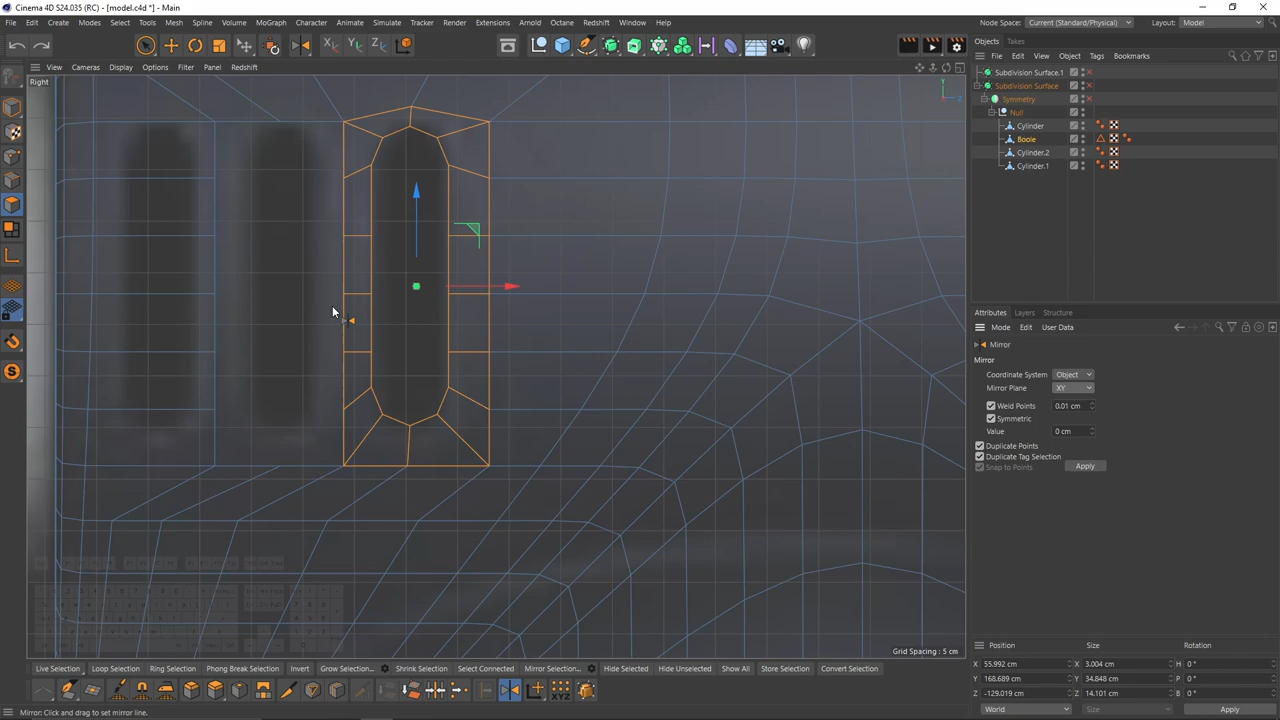 Cinema 4D S24.035 (RC) - [model.c4d *] - Main
File Edit Create Modes Select Tools Mesh Spline Volume MoGraph Character Animate Simulate Tracker Render Extensions Arnold Octane Redshift Window Help
Node Space: Current (Standard/Physical) Layout: Model
X Y Z
Objects Takes
View Cameras Display Options Filter Panel Redshift
File Edit View Object Tags Bookmarks
Right
Subdivision Surface.1
Subdivision Surface
Symmetry
Null
Cylinder
Boole
Cylinder.2
Cylinder.1
Attributes Layers Structure
Mode Edit User Data
Mirror
Mirror
Coordinate System Object
Mirror Plane XY
Weld Points 0.01 cm
Symmetric
Value 0 cm
Duplicate Points
Duplicate Tag Selection
Snap to Points Apply
Grid Spacing : 5 cm
Position Size Rotation
X 55.992 cm X 3.004 cm H 0 °
Y 168.689 cm Y 34.848 cm P 0 °
Z -129.019 cm Z 14.101 cm B 0 °
World Size Apply
Live Selection Loop Selection Ring Selection Phong Break Selection Invert Grow Selection... Shrink Selection Select Connected Mirror Selection... Hide Selected Hide Unselected Show All Store Selection Convert Selection
Mirror: Click and drag to set mirror line.